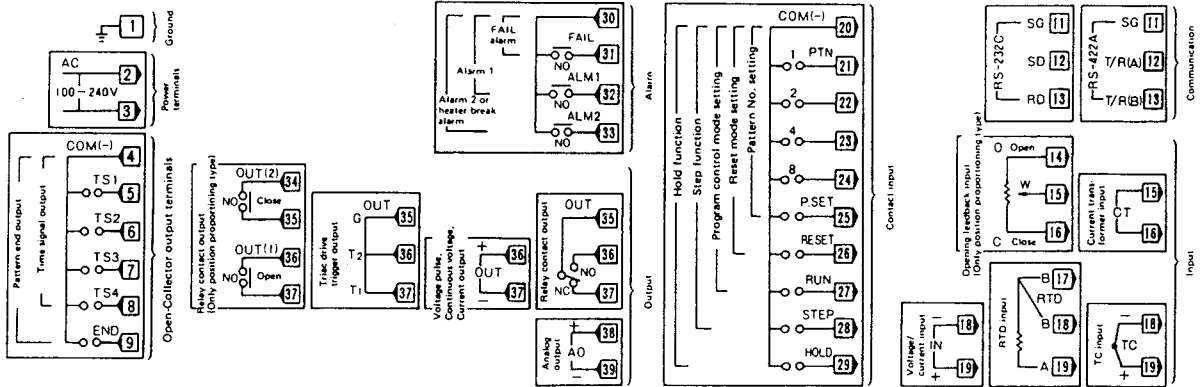 1
Ground
AC
100-240V
2
3
Power terminals
COM(-)
4
TS1
5
TS2
6
TS3
7
TS4
8
END
9
Pattern end output
Time signal output
Open-Collector output terminals
Relay contact output
(Only position proportining type)
OUT(2)
34
NO
Close
35
OUT(1)
36
NO
Open
37
Triac drive
trigger output
OUT
G
35
T2
36
T1
37
Voltage pulse,
Continuous voltage,
Current output
+
36
OUT
-
37
Relay contact output
OUT
35
36
NO
NC
37
Analog
output
+
38
AO
-
39
Output
30
FAIL
alarm
FAIL
31
NO
Alarm 1
ALM1
32
NO
Alarm 2 or
heater break
alarm
ALM2
33
NO
Alarm
COM(-)
20
1
PTN
21
2
22
4
23
8
24
P.SET
25
RESET
26
RUN
27
STEP
28
HOLD
29
Hold function
Step function
Program control mode setting
Reset mode setting
Pattern No. setting
Contact input
RS-232C
SG
11
SD
12
RD
13
RS-422A
SG
11
T/R(A)
12
T/R(B)
13
Communication
Opening feedback input
(Only position proportioning type)
O
Open
14
W
15
C
Close
16
Current trans-
former input
15
CT
16
Voltage/
current input
-
18
IN
+
19
RTD input
B
17
RTD
B
18
A
19
TC input
-
18
TC
+
19
Input